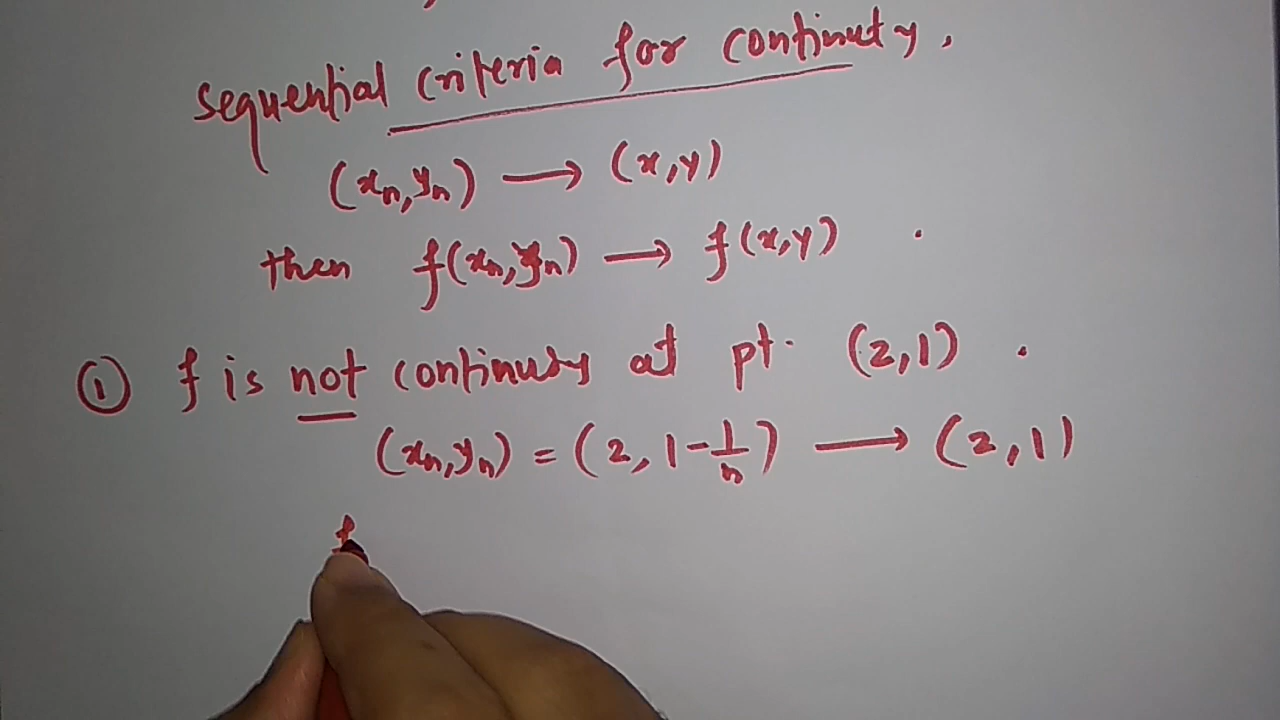 sequential criteria for continuty.
(xn,yn) → (x,y)
then f(xn,yn) → f(x,y) .
① f is not continuty at pt. (2,1) .
(xn,yn) = (2, 1-1/n) → (2,1)
f